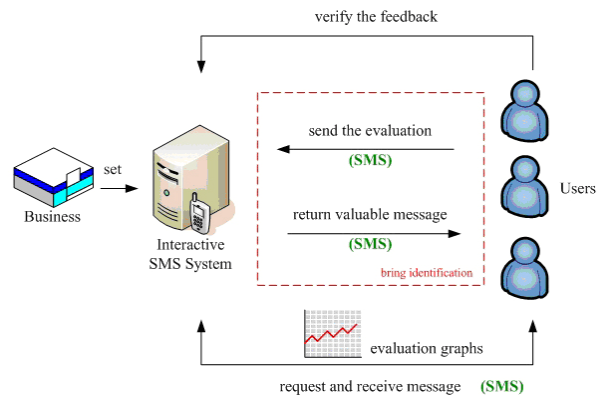 verify the feedback
send the evaluation
(SMS)
set
Users
Business
return valuable message
(SMS)
Interactive
SMS System
bring identification
evaluation graphs
request and receive message (SMS)